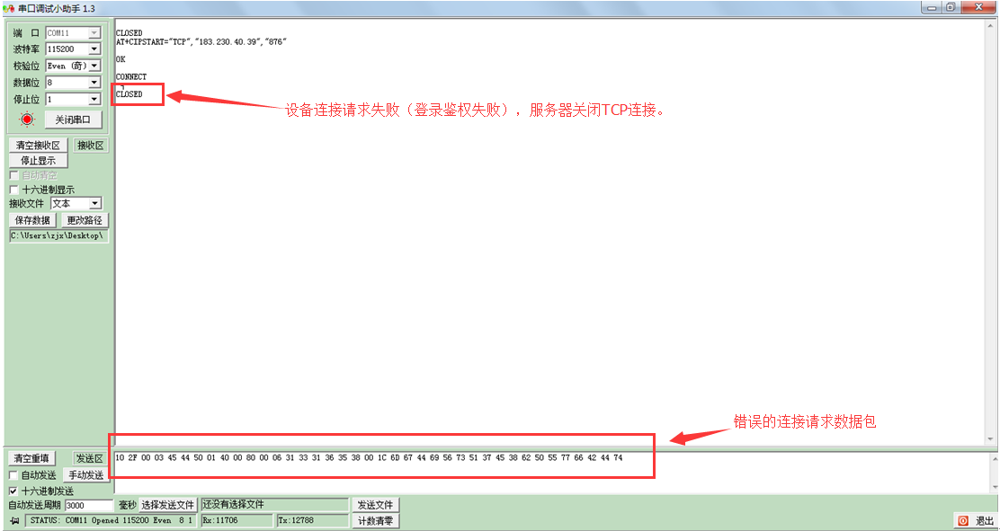 串口调试小助手 1.3
端 口 COM11
波特率 115200
校验位 Even (奇)
数据位 8
停止位 1
关闭串口
清空接收区 接收区
停止显示
自动清空
十六进制显示
接收文件 文本
保存数据 更改路径
C:\Users\zjx\Desktop\
CLOSED
AT+CIPSTART="TCP","183.230.40.39","876"
OK
CONNECT
CLOSED
设备连接请求失败（登录鉴权失败），服务器关闭TCP连接。
错误的连接请求数据包
清空重填 发送区
10 2F 00 03 45 44 50 01 40 00 80 00 06 31 33 31 36 35 38 00 1C 6D 67 44 69 56 73 51 37 45 38 62 50 55 77 66 42 44 74
自动发送 手动发送
十六进制发送
自动发送周期 3000 毫秒 选择发送文件 还没有选择文件 发送文件
STATUS: COM11 Opened 115200 Even 8 1 Rx:11706 Tx:12788 计数清零 退出